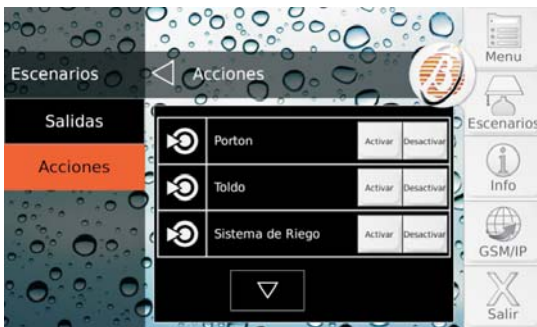 Escenarios
Acciones
Salidas
Acciones
Porton
Activar
Desactivar
Toldo
Activar
Desactivar
Sistema de Riego
Activar
Desactivar
Menu
Escenarios
Info
GSM/IP
Salir